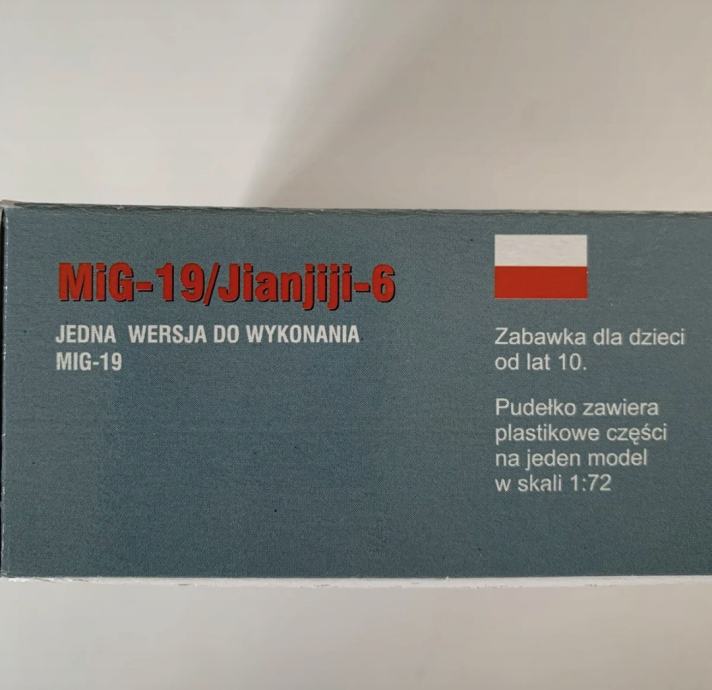 MiG-19/Jianjiji-6
JEDNA WERSJA DO WYKONANIA
MIG-19
Zabawka dla dzieci
od lat 10.
Pudełko zawiera
plastikowe części
na jeden model
w skali 1:72